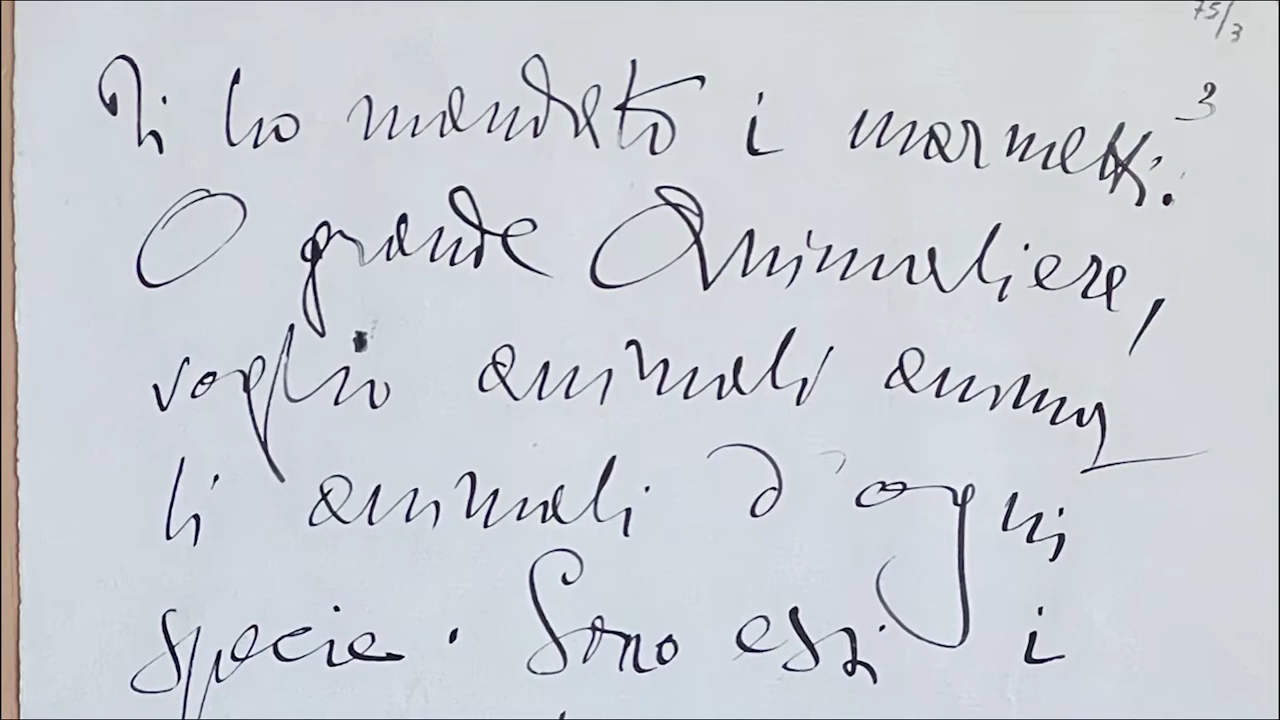 75/3
3
Ti ho mandato i marmetti.
O grande Animaliere,
voglio animali anima
li animali d'ogni
specie. Sono essi i